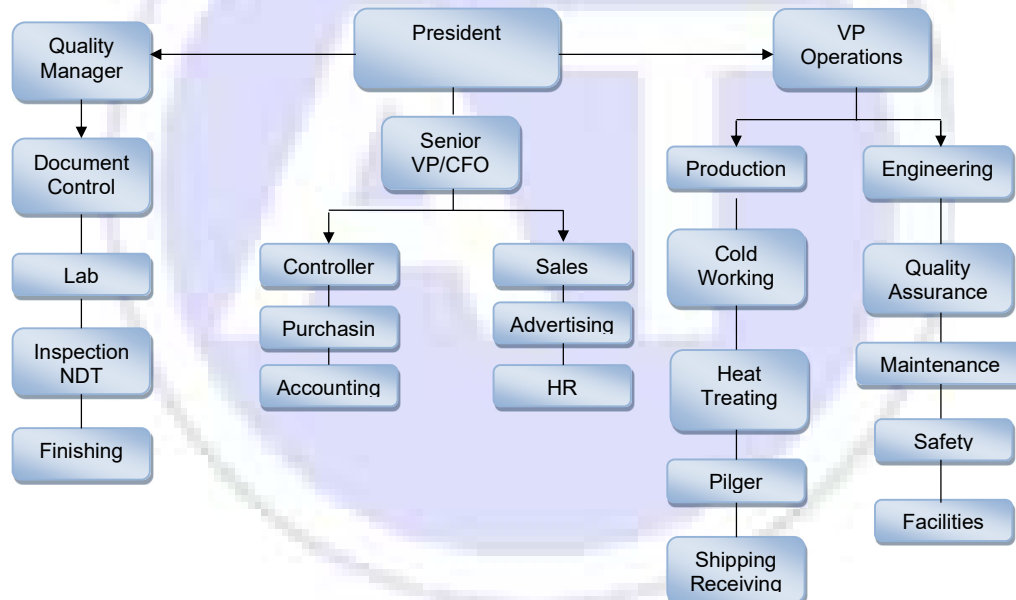 President
Quality
Manager
VP
Operations
Senior
VP/CFO
Document
Control
Lab
Inspection
NDT
Finishing
Controller
Purchasin
Accounting
Sales
Advertising
HR
Production
Cold
Working
Heat
Treating
Pilger
Shipping
Receiving
Engineering
Quality
Assurance
Maintenance
Safety
Facilities